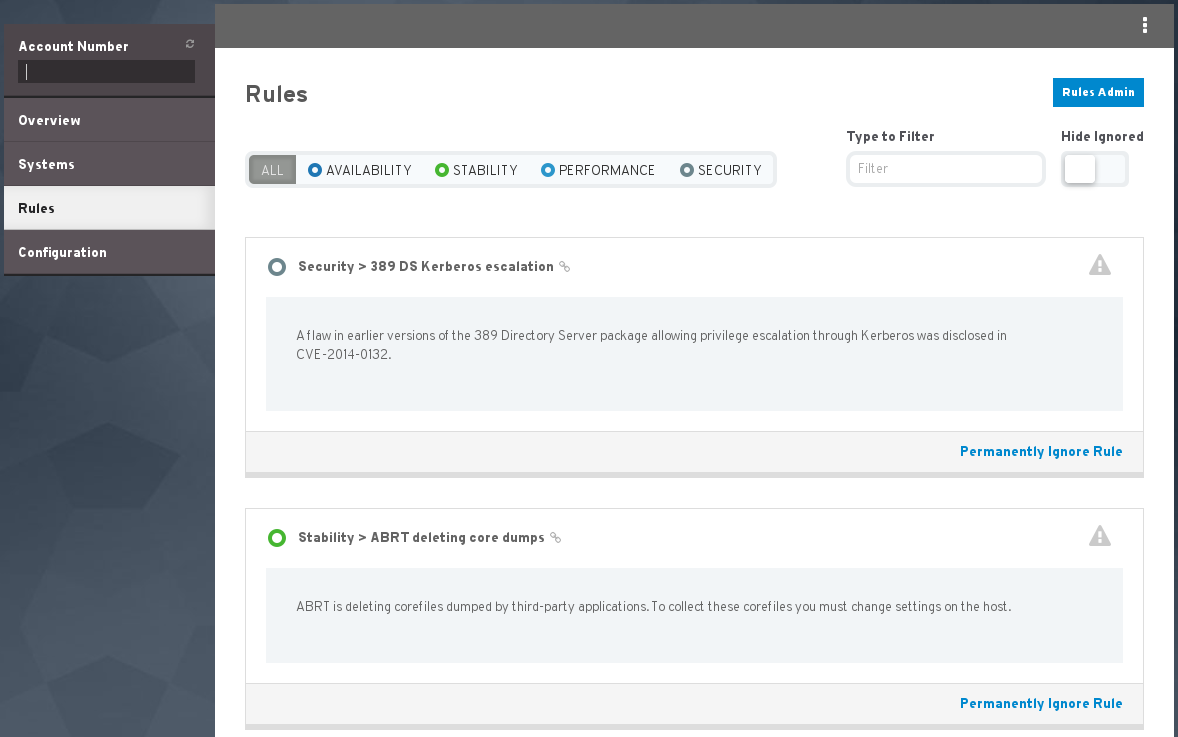 Account Number
Overview
Systems
Rules
Configuration
Rules
Rules Admin
Type to Filter
Hide Ignored
ALL AVAILABILITY STABILITY PERFORMANCE SECURITY
Filter
Security > 389 DS Kerberos escalation
A flaw in earlier versions of the 389 Directory Server package allowing privilege escalation through Kerberos was disclosed in
CVE-2014-0132.
Permanently Ignore Rule
Stability > ABRT deleting core dumps
ABRT is deleting corefiles dumped by third-party applications. To collect these corefiles you must change settings on the host.
Permanently Ignore Rule